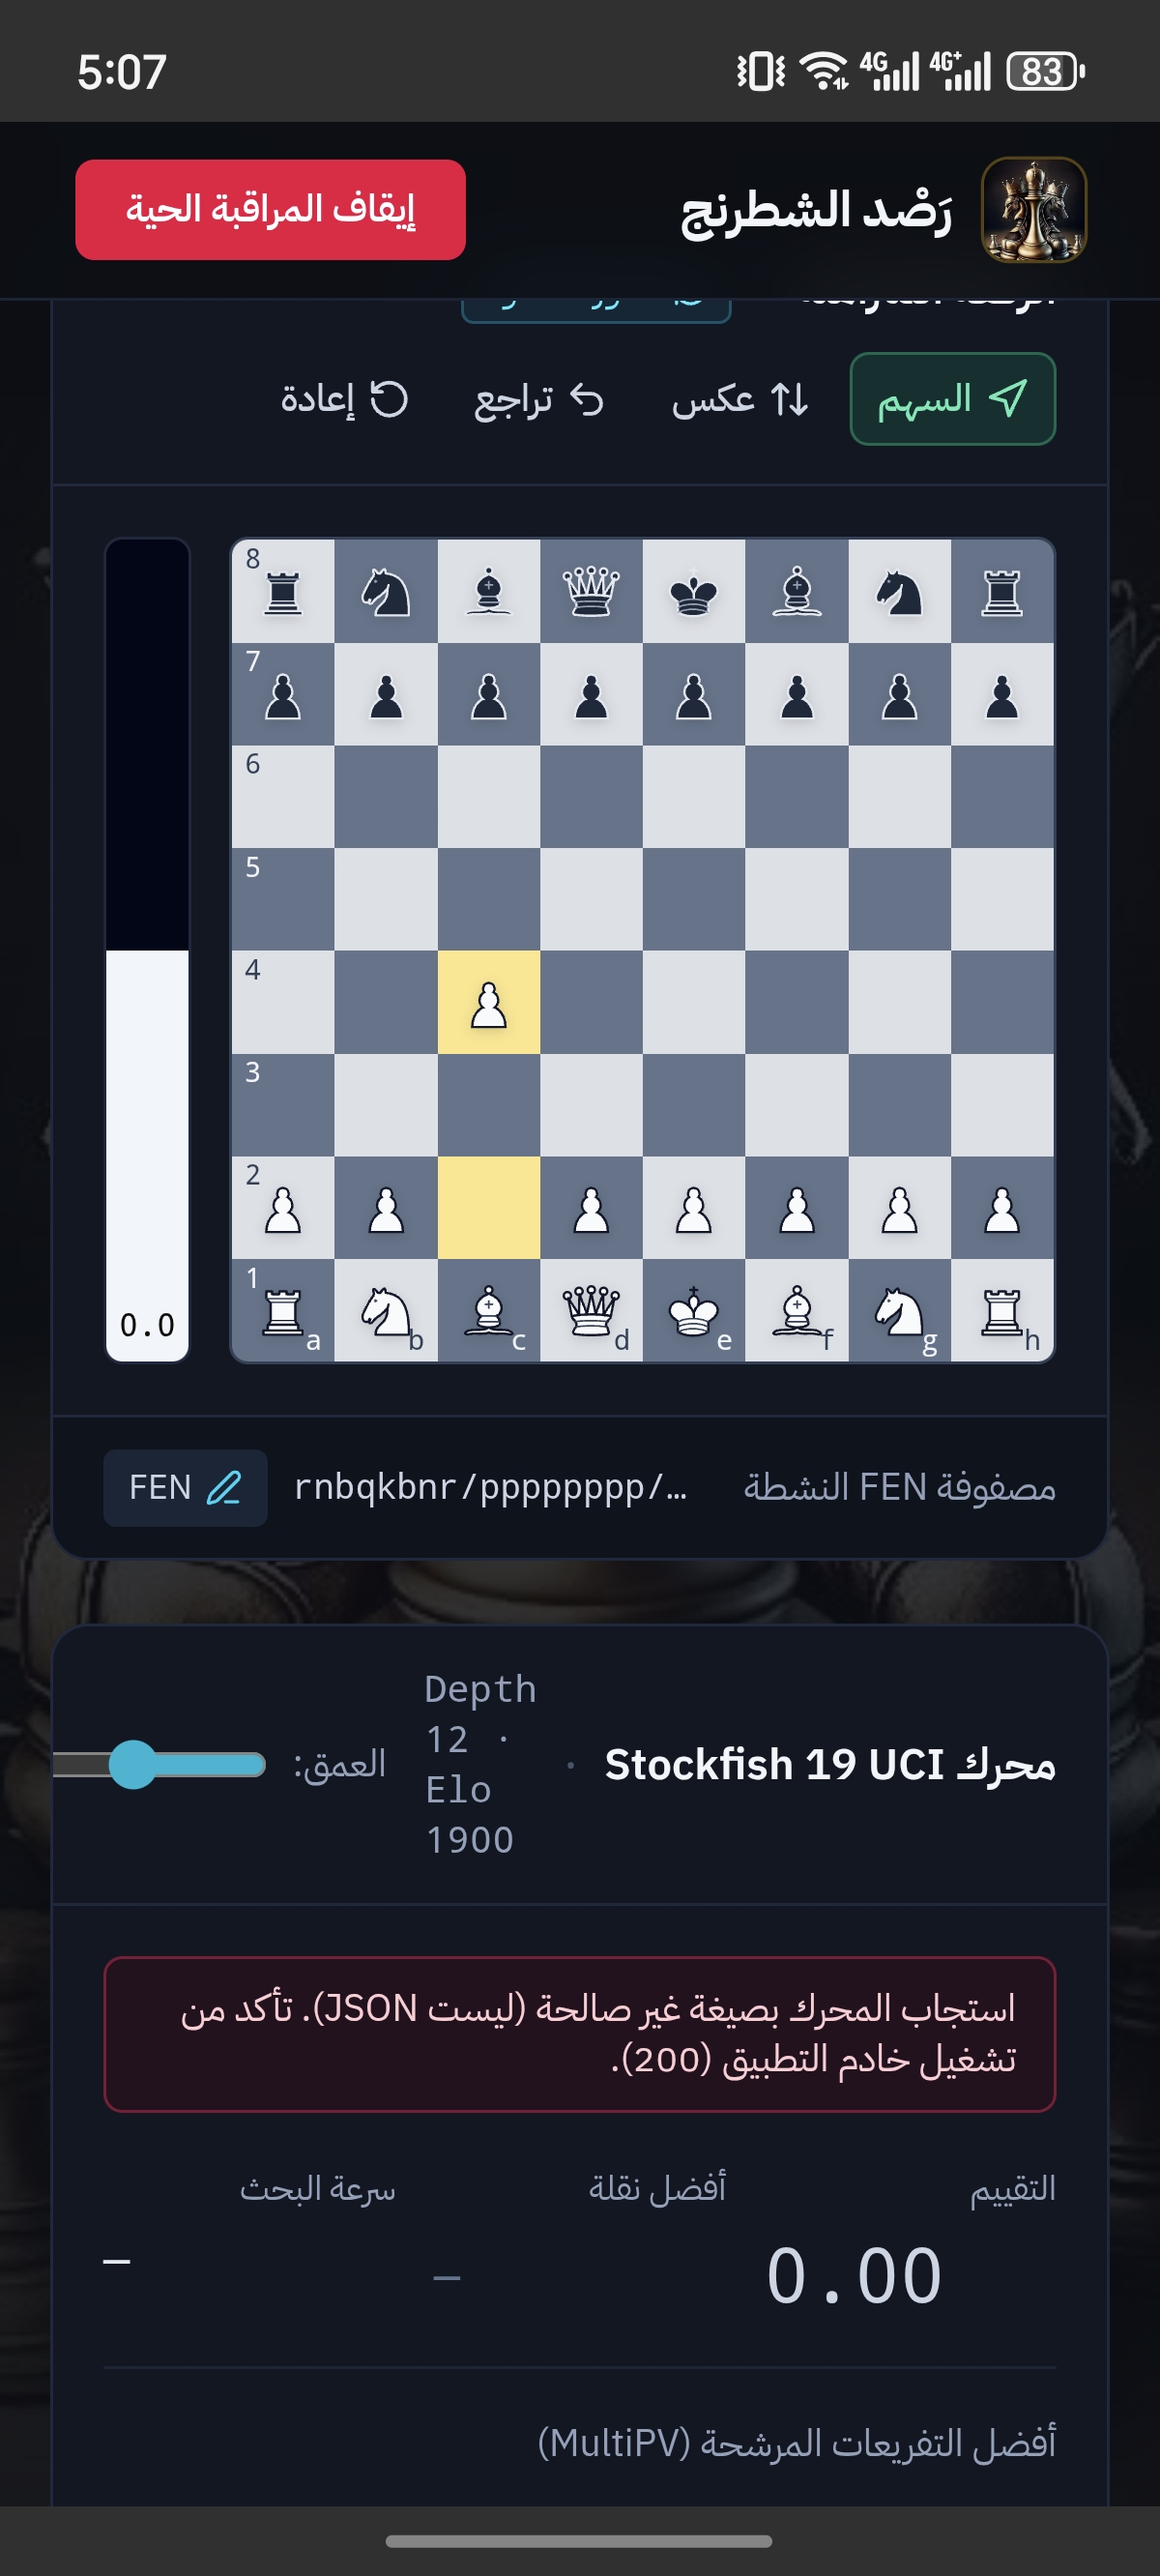 5:07
4G 4G+ 83
رَصْد الشطرنج
إيقاف المراقبة الحية
السهم
عكس
تراجع
إعادة
8
7
6
5
4
3
2
1
a b c d e f g h
0.0
مصفوفة FEN النشطة
rnbqkbnr/pppppppp/…
FEN
محرك Stockfish 19 UCI
·
Depth
12 ·
Elo
1900
العمق:
استجاب المحرك بصيغة غير صالحة (ليست JSON). تأكد من
تشغيل خادم التطبيق (200).
التقييم
أفضل نقلة
سرعة البحث
0.00
—
—
أفضل التفريعات المرشحة (MultiPV)